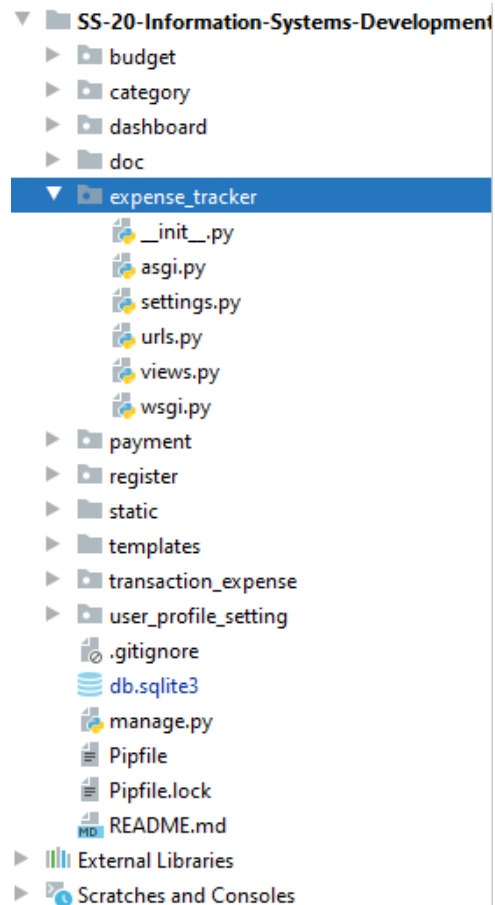 SS-20-Information-Systems-Development
budget
category
dashboard
doc
expense_tracker
__init__.py
asgi.py
settings.py
urls.py
views.py
wsgi.py
payment
register
static
templates
transaction_expense
user_profile_setting
.gitignore
db.sqlite3
manage.py
Pipfile
Pipfile.lock
MD README.md
External Libraries
Scratches and Consoles